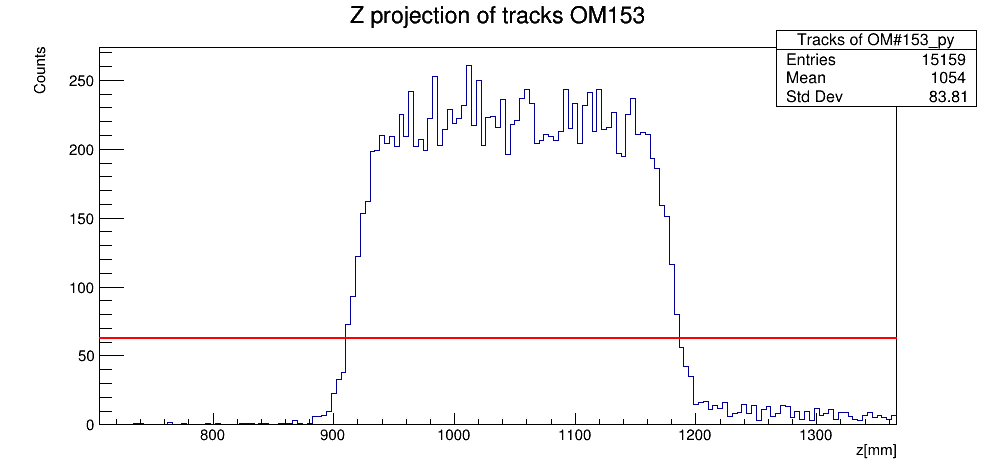 Z projection of tracks OM153
Counts
Tracks of OM#153_py
Entries 15159
Mean 1054
Std Dev 83.81
250
200
150
100
50
0
800 900 1000 1100 1200 1300
z[mm]